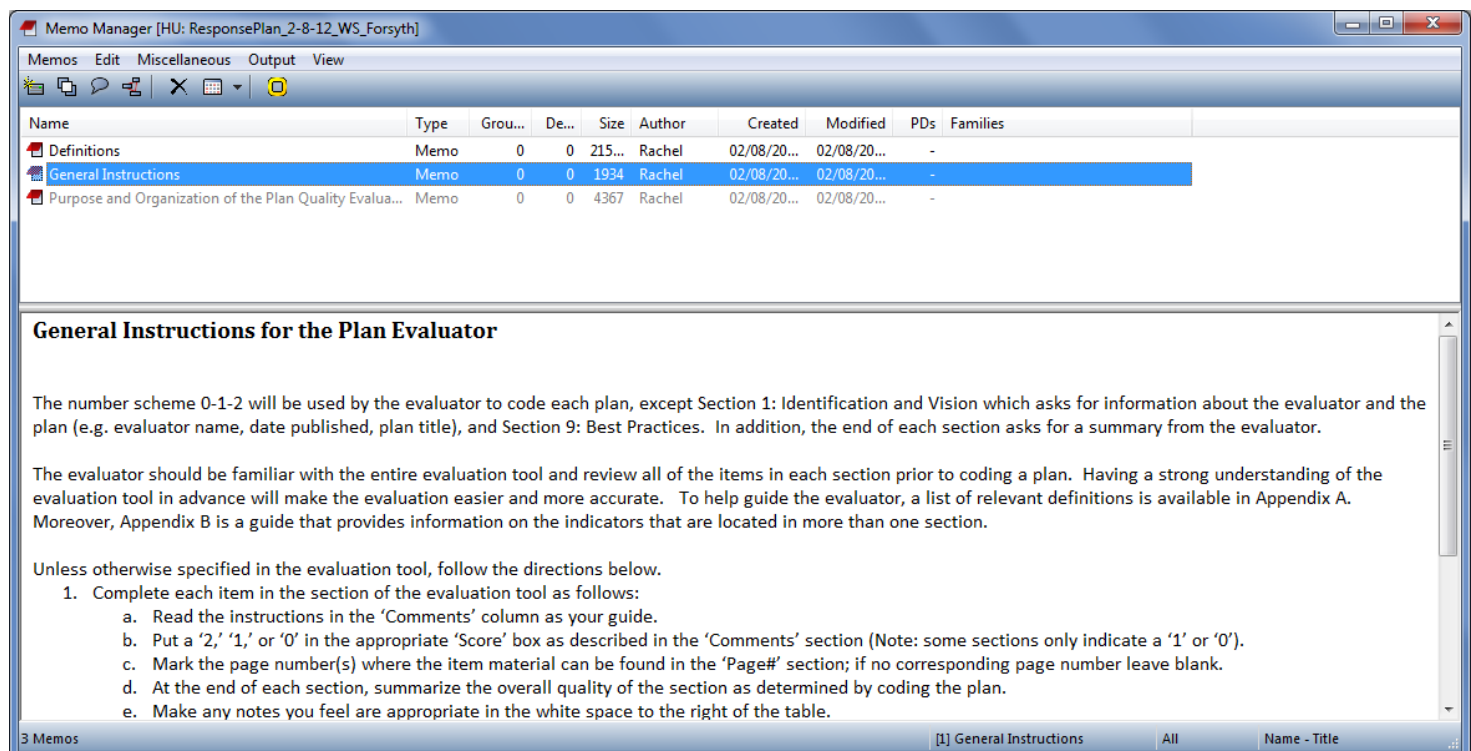 Memo Manager [HU: ResponsePlan_2-8-12_WS_Forsyth]
Memos Edit Miscellaneous Output View
Name Type Grou... De... Size Author Created Modified PDs Families
Definitions Memo 0 0 215... Rachel 02/08/20... 02/08/20... -
General Instructions Memo 0 0 1934 Rachel 02/08/20... 02/08/20... -
Purpose and Organization of the Plan Quality Evalua... Memo 0 0 4367 Rachel 02/08/20... 02/08/20... -
General Instructions for the Plan Evaluator
The number scheme 0-1-2 will be used by the evaluator to code each plan, except Section 1: Identification and Vision which asks for information about the evaluator and the
plan (e.g. evaluator name, date published, plan title), and Section 9: Best Practices. In addition, the end of each section asks for a summary from the evaluator.
The evaluator should be familiar with the entire evaluation tool and review all of the items in each section prior to coding a plan. Having a strong understanding of the
evaluation tool in advance will make the evaluation easier and more accurate. To help guide the evaluator, a list of relevant definitions is available in Appendix A.
Moreover, Appendix B is a guide that provides information on the indicators that are located in more than one section.
Unless otherwise specified in the evaluation tool, follow the directions below.
1. Complete each item in the section of the evaluation tool as follows:
a. Read the instructions in the ‘Comments’ column as your guide.
b. Put a ‘2,’ ‘1,’ or ‘0’ in the appropriate ‘Score’ box as described in the ‘Comments’ section (Note: some sections only indicate a ‘1’ or ‘0’).
c. Mark the page number(s) where the item material can be found in the ‘Page#’ section; if no corresponding page number leave blank.
d. At the end of each section, summarize the overall quality of the section as determined by coding the plan.
e. Make any notes you feel are appropriate in the white space to the right of the table.
3 Memos [1] General Instructions All Name - Title